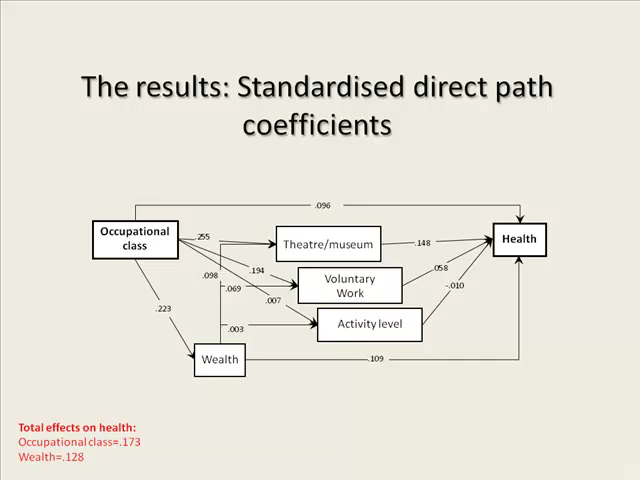 The results: Standardised direct path
coefficients
.096
Occupational
class
.255
Theatre/museum
.148
Health
.098
.194
.069
Voluntary
Work
.058
-.010
.007
.223
.003
Activity level
Wealth
.109
Total effects on health:
Occupational class=.173
Wealth=.128